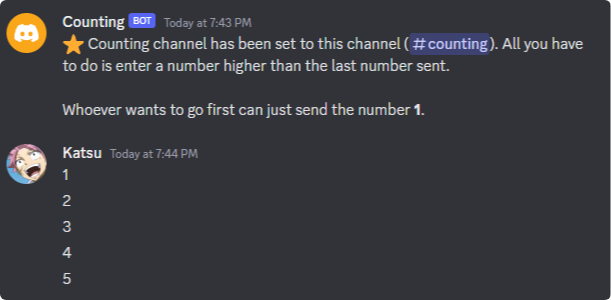 Counting BOT Today at 7:43 PM
⭐ Counting channel has been set to this channel (#counting). All you have
to do is enter a number higher than the last number sent.
Whoever wants to go first can just send the number 1.
Katsu Today at 7:44 PM
1
2
3
4
5